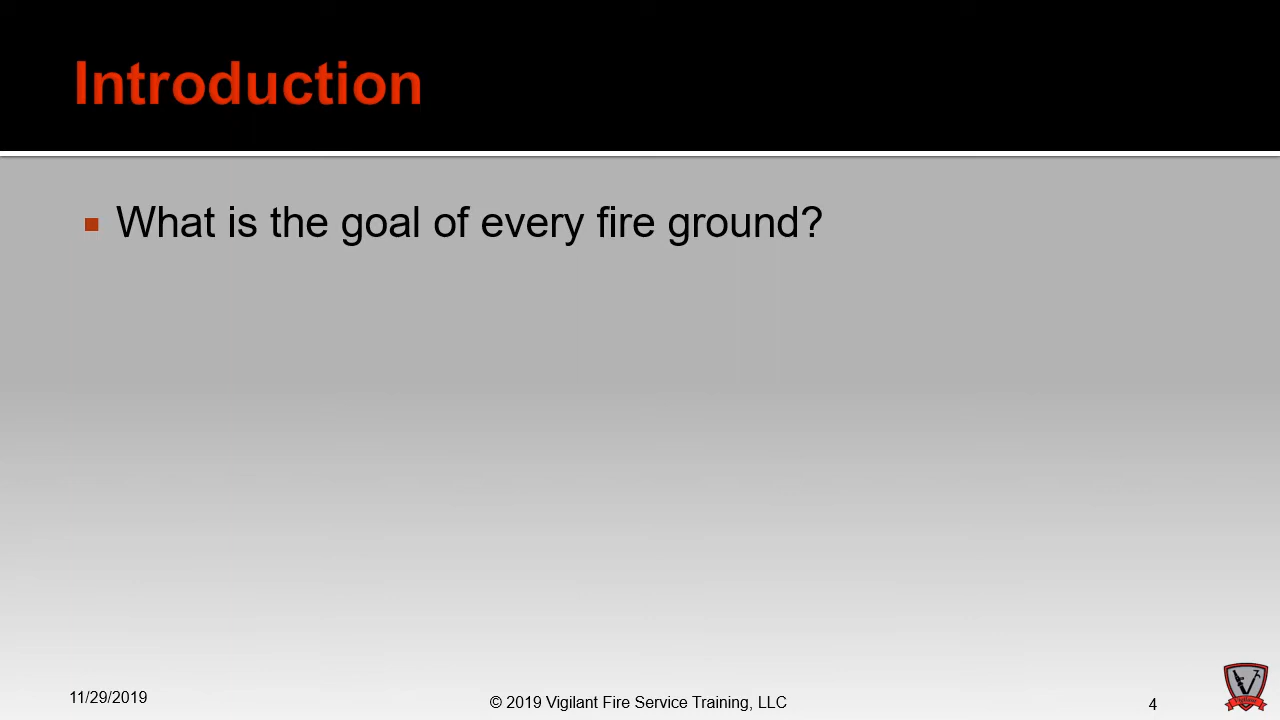 Introduction
What is the goal of every fire ground?
11/29/2019
© 2019 Vigilant Fire Service Training, LLC
4
Vigilant